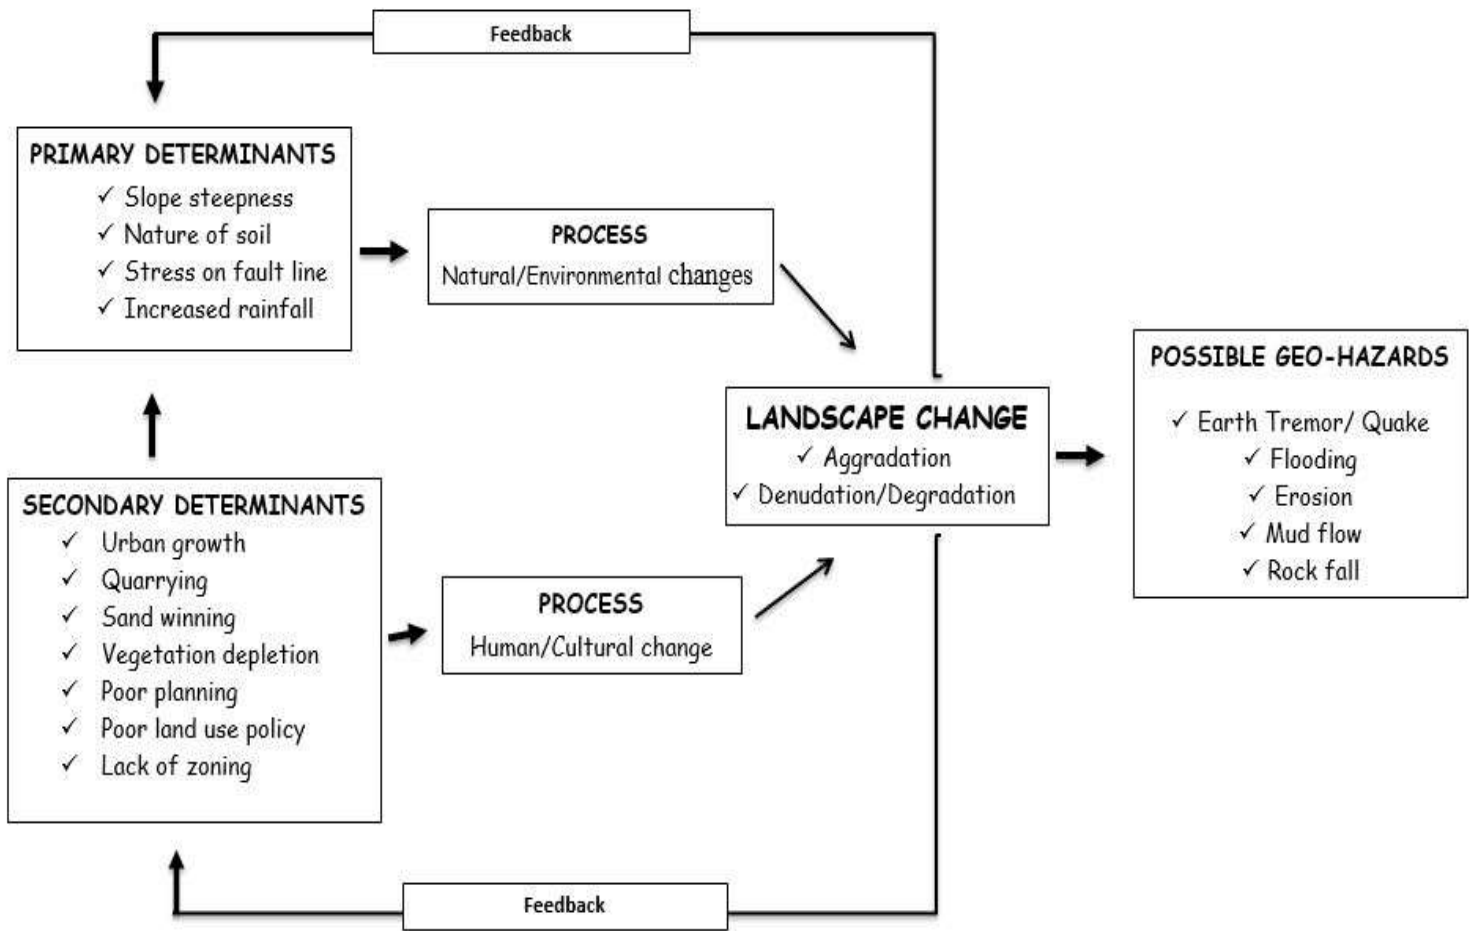 Feedback
PRIMARY DETERMINANTS
✓ Slope steepness
✓ Nature of soil
✓ Stress on fault line
✓ Increased rainfall
PROCESS
Natural/Environmental changes
SECONDARY DETERMINANTS
✓ Urban growth
✓ Quarrying
✓ Sand winning
✓ Vegetation depletion
✓ Poor planning
✓ Poor land use policy
✓ Lack of zoning
PROCESS
Human/Cultural change
LANDSCAPE CHANGE
✓ Aggradation
✓ Denudation/Degradation
POSSIBLE GEO-HAZARDS
✓ Earth Tremor/ Quake
✓ Flooding
✓ Erosion
✓ Mud flow
✓ Rock fall
Feedback